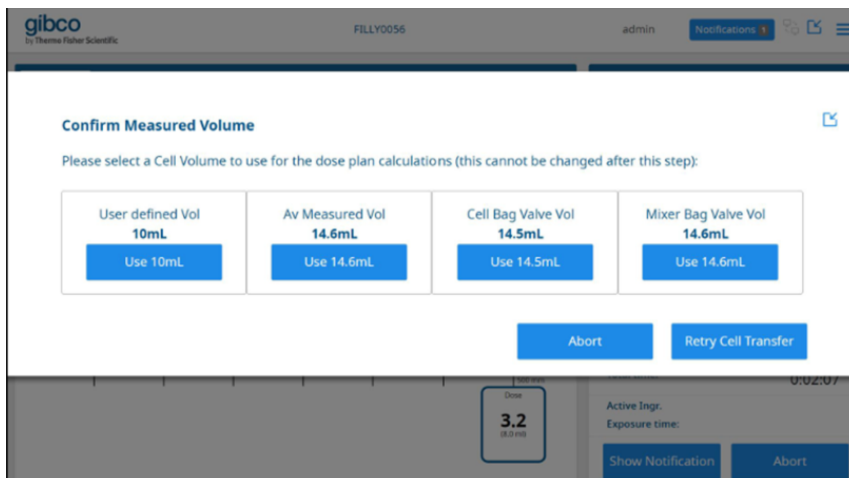 gibco
by Thermo Fisher Scientific
FILLY0056
admin
Notifications 1
Confirm Measured Volume
Please select a Cell Volume to use for the dose plan calculations (this cannot be changed after this step):
User defined Vol
10mL
Use 10mL
Av Measured Vol
14.6mL
Use 14.6mL
Cell Bag Valve Vol
14.5mL
Use 14.5mL
Mixer Bag Valve Vol
14.6mL
Use 14.6mL
Abort
Retry Cell Transfer
0:02:07
Dose
3.2
(8.0 ml)
Active Ingr.
Exposure time:
Show Notification
Abort